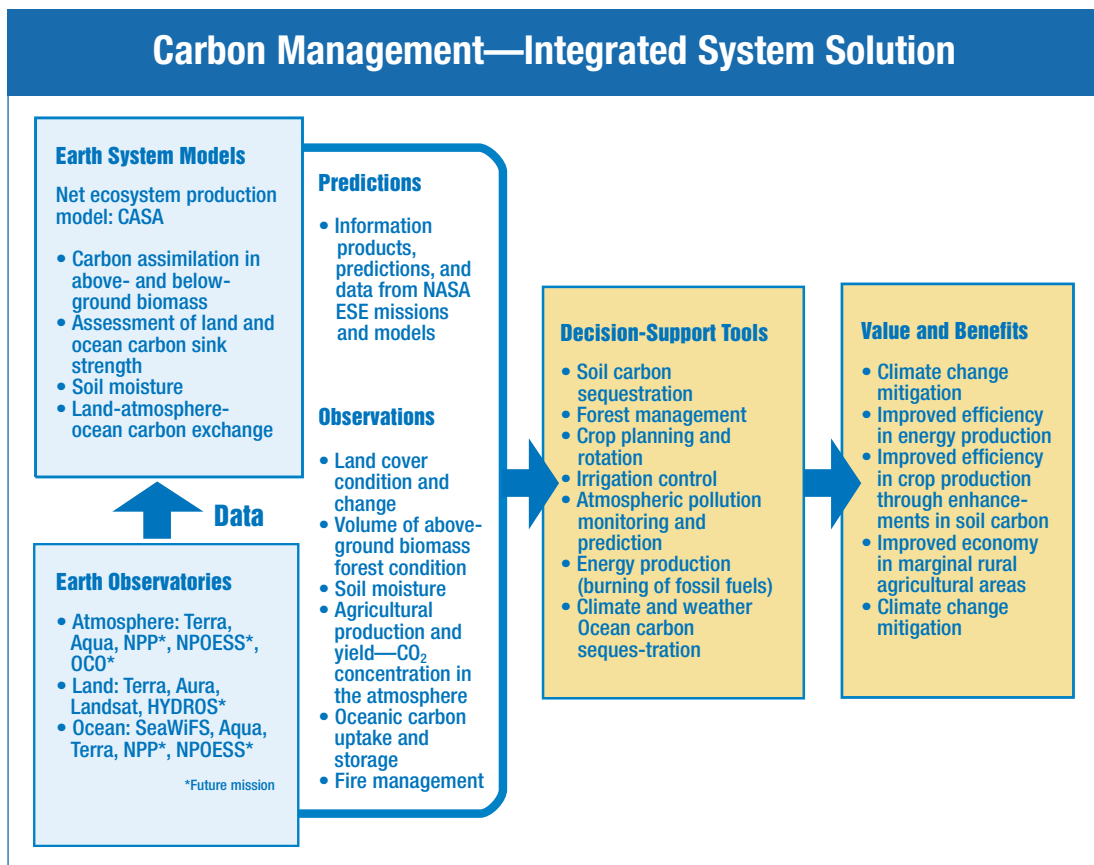 Carbon Management—Integrated System Solution
Earth System Models
Net ecosystem production
model: CASA
• Carbon assimilation in
above- and below-
ground biomass
• Assessment of land and
ocean carbon sink
strength
• Soil moisture
• Land-atmosphere-
ocean carbon exchange
Data
Earth Observatories
• Atmosphere: Terra,
Aqua, NPP*, NPOESS*,
OCO*
• Land: Terra, Aura,
Landsat, HYDROS*
• Ocean: SeaWiFS, Aqua,
Terra, NPP*, NPOESS*
*Future mission
Predictions
• Information
products,
predictions, and
data from NASA
ESE missions
and models
Observations
• Land cover
condition and
change
• Volume of above-
ground biomass
forest condition
• Soil moisture
• Agricultural
production and
yield—CO₂
concentration in
the atmosphere
• Oceanic carbon
uptake and
storage
• Fire management
Decision-Support Tools
• Soil carbon
sequestration
• Forest management
• Crop planning and
rotation
• Irrigation control
• Atmospheric pollution
monitoring and
prediction
• Energy production
(burning of fossil fuels)
• Climate and weather
Ocean carbon
seques-tration
Value and Benefits
• Climate change
mitigation
• Improved efficiency
in energy production
• Improved efficiency
in crop production
through enhance-
ments in soil carbon
• Improved economy
in marginal rural
agricultural areas
• Climate change
mitigation